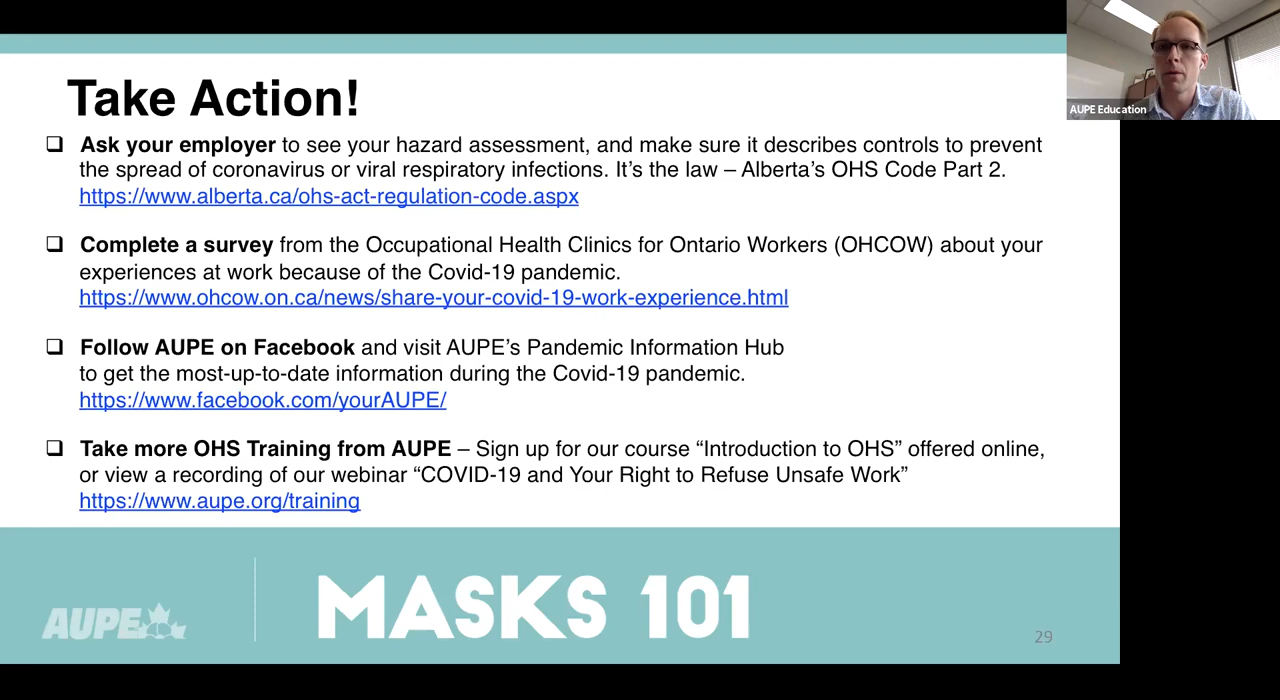 Take Action!
❑ Ask your employer to see your hazard assessment, and make sure it describes controls to prevent
the spread of coronavirus or viral respiratory infections. It’s the law – Alberta’s OHS Code Part 2.
https://www.alberta.ca/ohs-act-regulation-code.aspx
❑ Complete a survey from the Occupational Health Clinics for Ontario Workers (OHCOW) about your
experiences at work because of the Covid-19 pandemic.
https://www.ohcow.on.ca/news/share-your-covid-19-work-experience.html
❑ Follow AUPE on Facebook and visit AUPE’s Pandemic Information Hub
to get the most-up-to-date information during the Covid-19 pandemic.
https://www.facebook.com/yourAUPE/
❑ Take more OHS Training from AUPE – Sign up for our course “Introduction to OHS” offered online,
or view a recording of our webinar “COVID-19 and Your Right to Refuse Unsafe Work”
https://www.aupe.org/training
AUPE
MASKS 101
29
AUPE Education